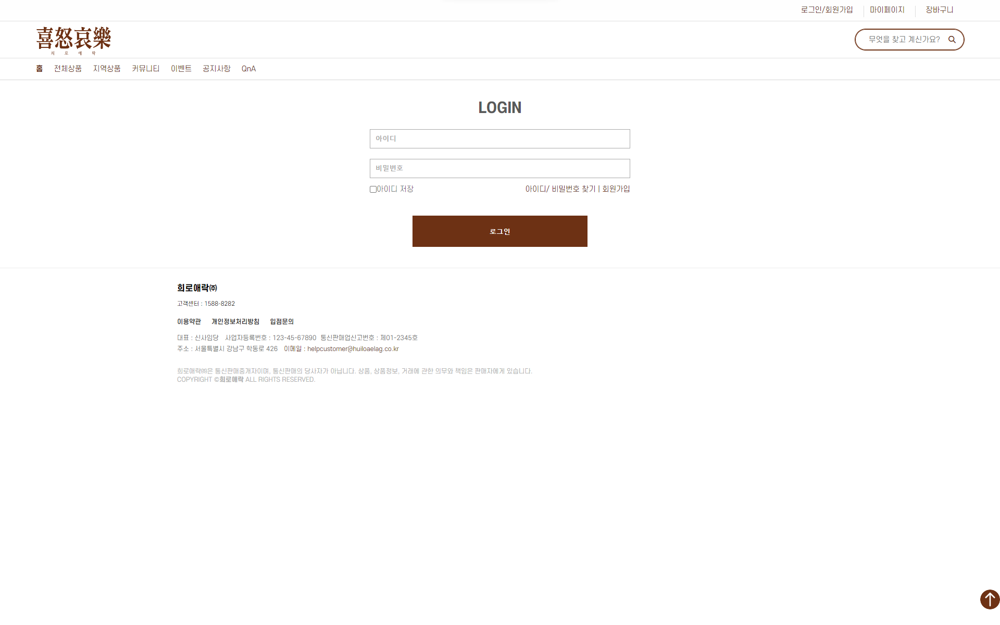 로그인/회원가입 마이페이지 장바구니
喜怒哀樂
희로애락
무엇을 찾고 계신가요?
홈 전체상품 지역상품 커뮤니티 이벤트 공지사항 QnA
LOGIN
아이디
비밀번호
아이디 저장 아이디/ 비밀번호 찾기 | 회원가입
로그인
희로애락㈜
고객센터 : 1588-8282
이용약관 개인정보처리방침 입점문의
대표 : 신사임당 사업자등록번호 : 123-45-67890 통신판매업신고번호 : 제01-2345호
주소 : 서울특별시 강남구 학동로 426 이메일 : helpcustomer@huiloaelag.co.kr
희로애락㈜은 통신판매중개자이며, 통신판매의 당사자가 아닙니다. 상품, 상품정보, 거래에 관한 의무와 책임은 판매자에게 있습니다.
COPYRIGHT ©희로애락 ALL RIGHTS RESERVED.